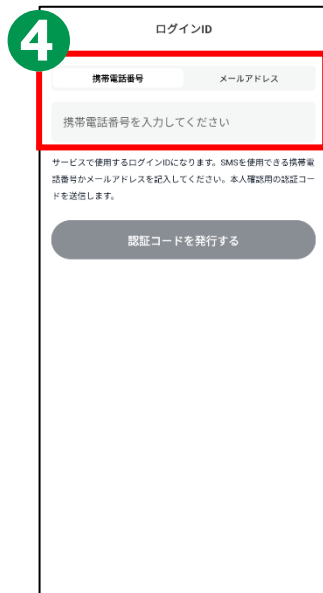 4
ログインID
携帯電話番号 メールアドレス
携帯電話番号を入力してください
サービスで使用するログインIDになります。SMSを使用できる携帯電
話番号かメールアドレスを記入してください。本人確認用の認証コー
ドを送信します。
認証コードを発行する